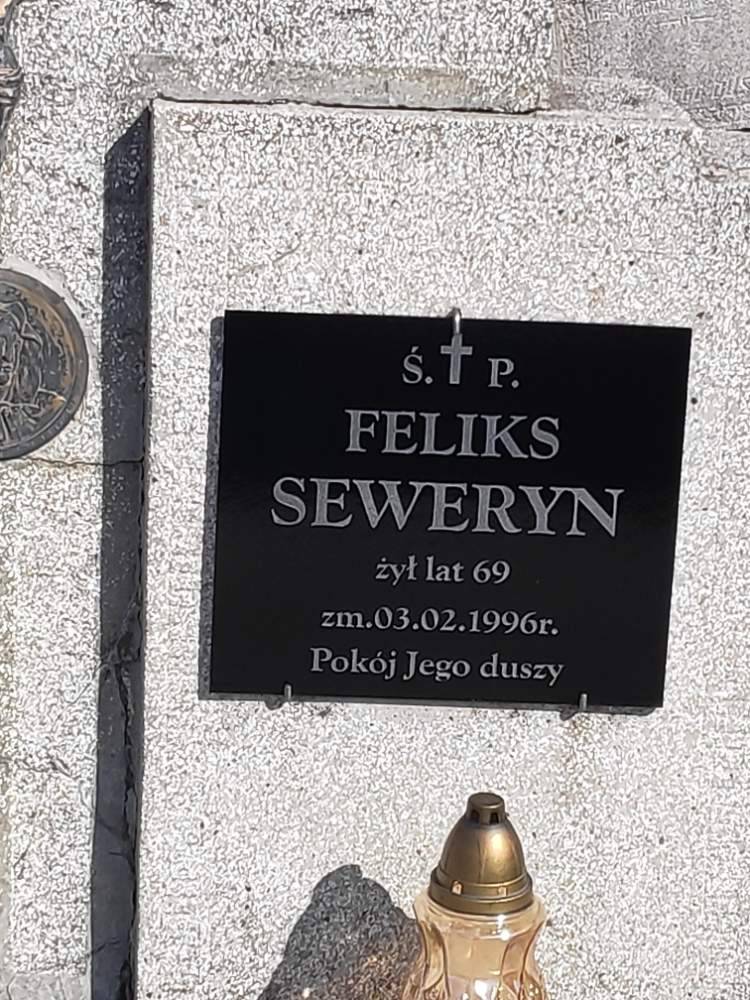 Ś. P.
FELIKS
SEWERYN
żył lat 69
zm.03.02.1996r.
Pokój Jego duszy